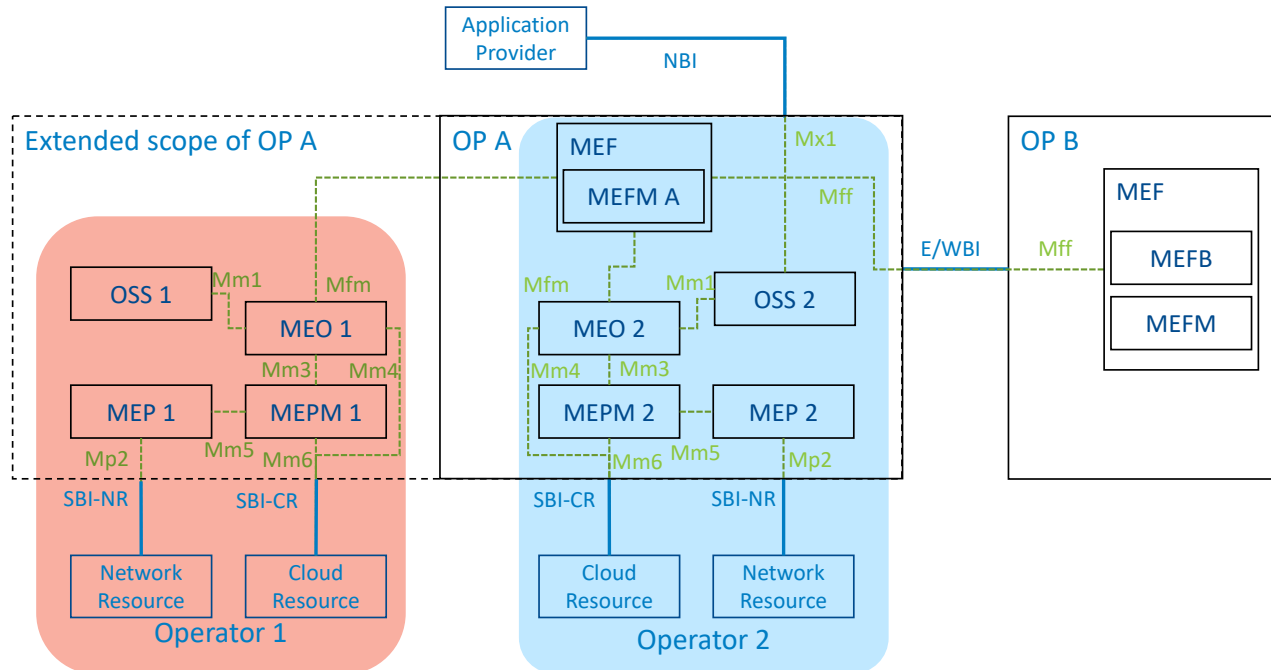 Application
Provider
NBI
Extended scope of OP A
OP A
MEF
MEFM A
Mx1
Mff
OP B
MEF
MEFB
MEFM
E/WBI
Mff
OSS 1
Mm1
Mfm
MEO 1
Mm3
Mm4
MEP 1
MEPM 1
Mm5
Mp2
Mm6
SBI-NR
SBI-CR
Network
Resource
Cloud
Resource
Operator 1
Mfm
Mm1
OSS 2
MEO 2
Mm4
Mm3
MEPM 2
MEP 2
Mm6
Mm5
Mp2
SBI-CR
SBI-NR
Cloud
Resource
Network
Resource
Operator 2